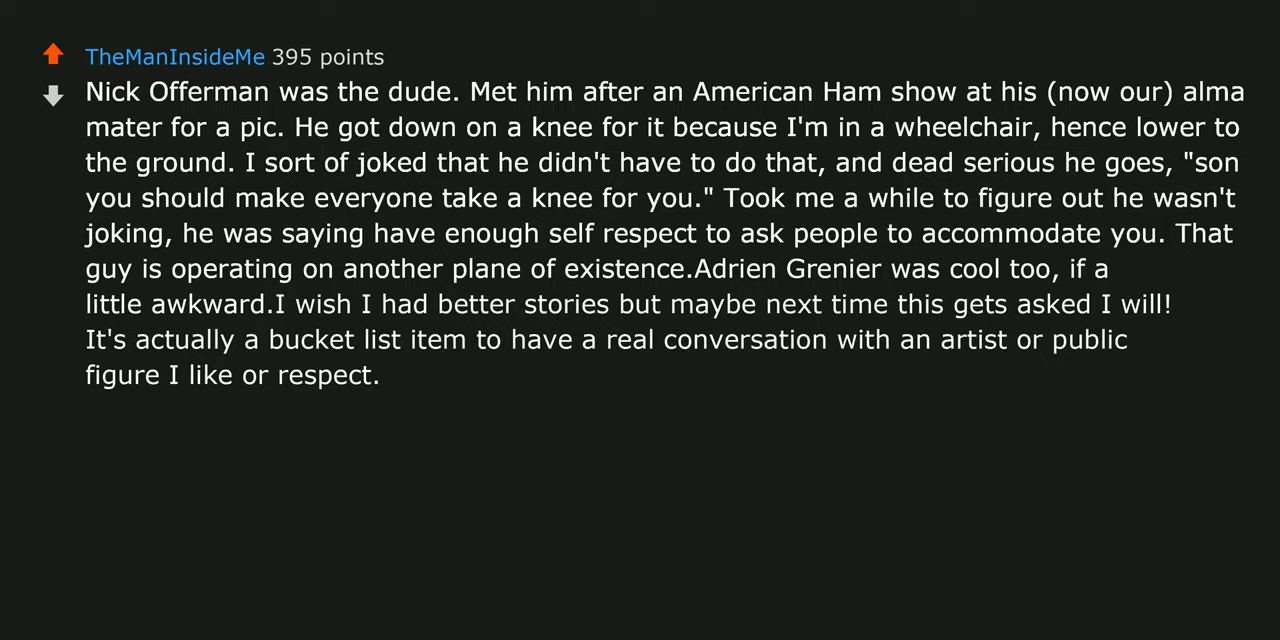 TheManInsideMe 395 points
Nick Offerman was the dude. Met him after an American Ham show at his (now our) alma
mater for a pic. He got down on a knee for it because I'm in a wheelchair, hence lower to
the ground. I sort of joked that he didn't have to do that, and dead serious he goes, "son
you should make everyone take a knee for you." Took me a while to figure out he wasn't
joking, he was saying have enough self respect to ask people to accommodate you. That
guy is operating on another plane of existence.Adrien Grenier was cool too, if a
little awkward.I wish I had better stories but maybe next time this gets asked I will!
It's actually a bucket list item to have a real conversation with an artist or public
figure I like or respect.